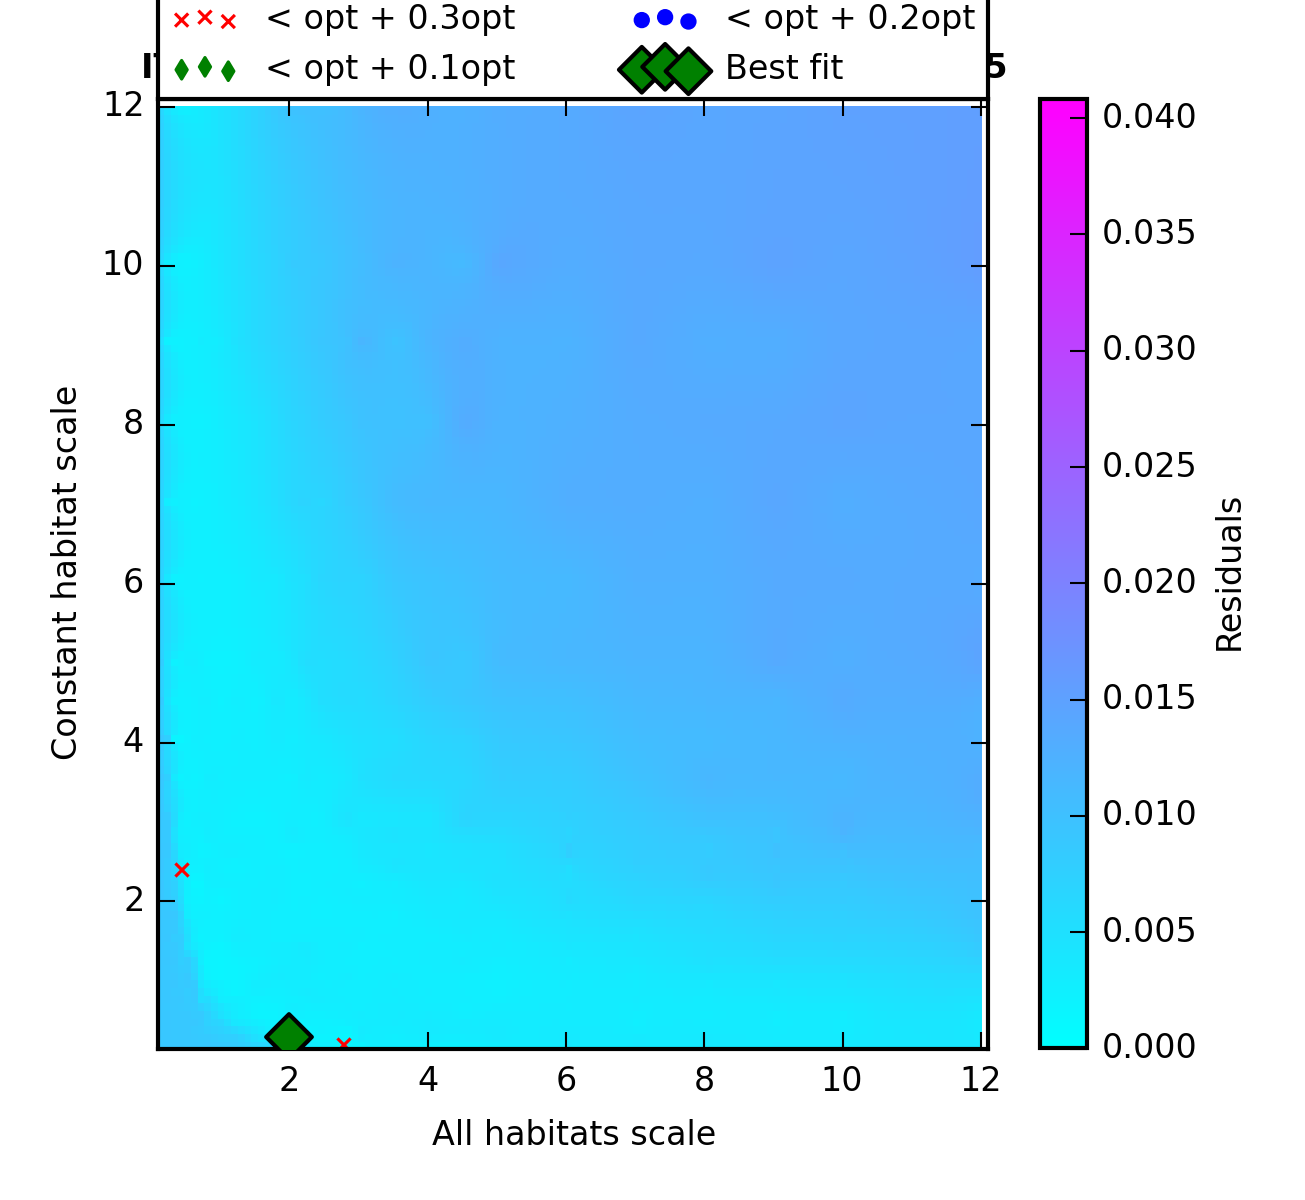 < opt + 0.3opt < opt + 0.2opt
< opt + 0.1opt Best fit
5
12
10
8
6
4
2
Constant habitat scale
2 4 6 8 10 12
All habitats scale
0.040
0.035
0.030
0.025
0.020
0.015
0.010
0.005
0.000
Residuals